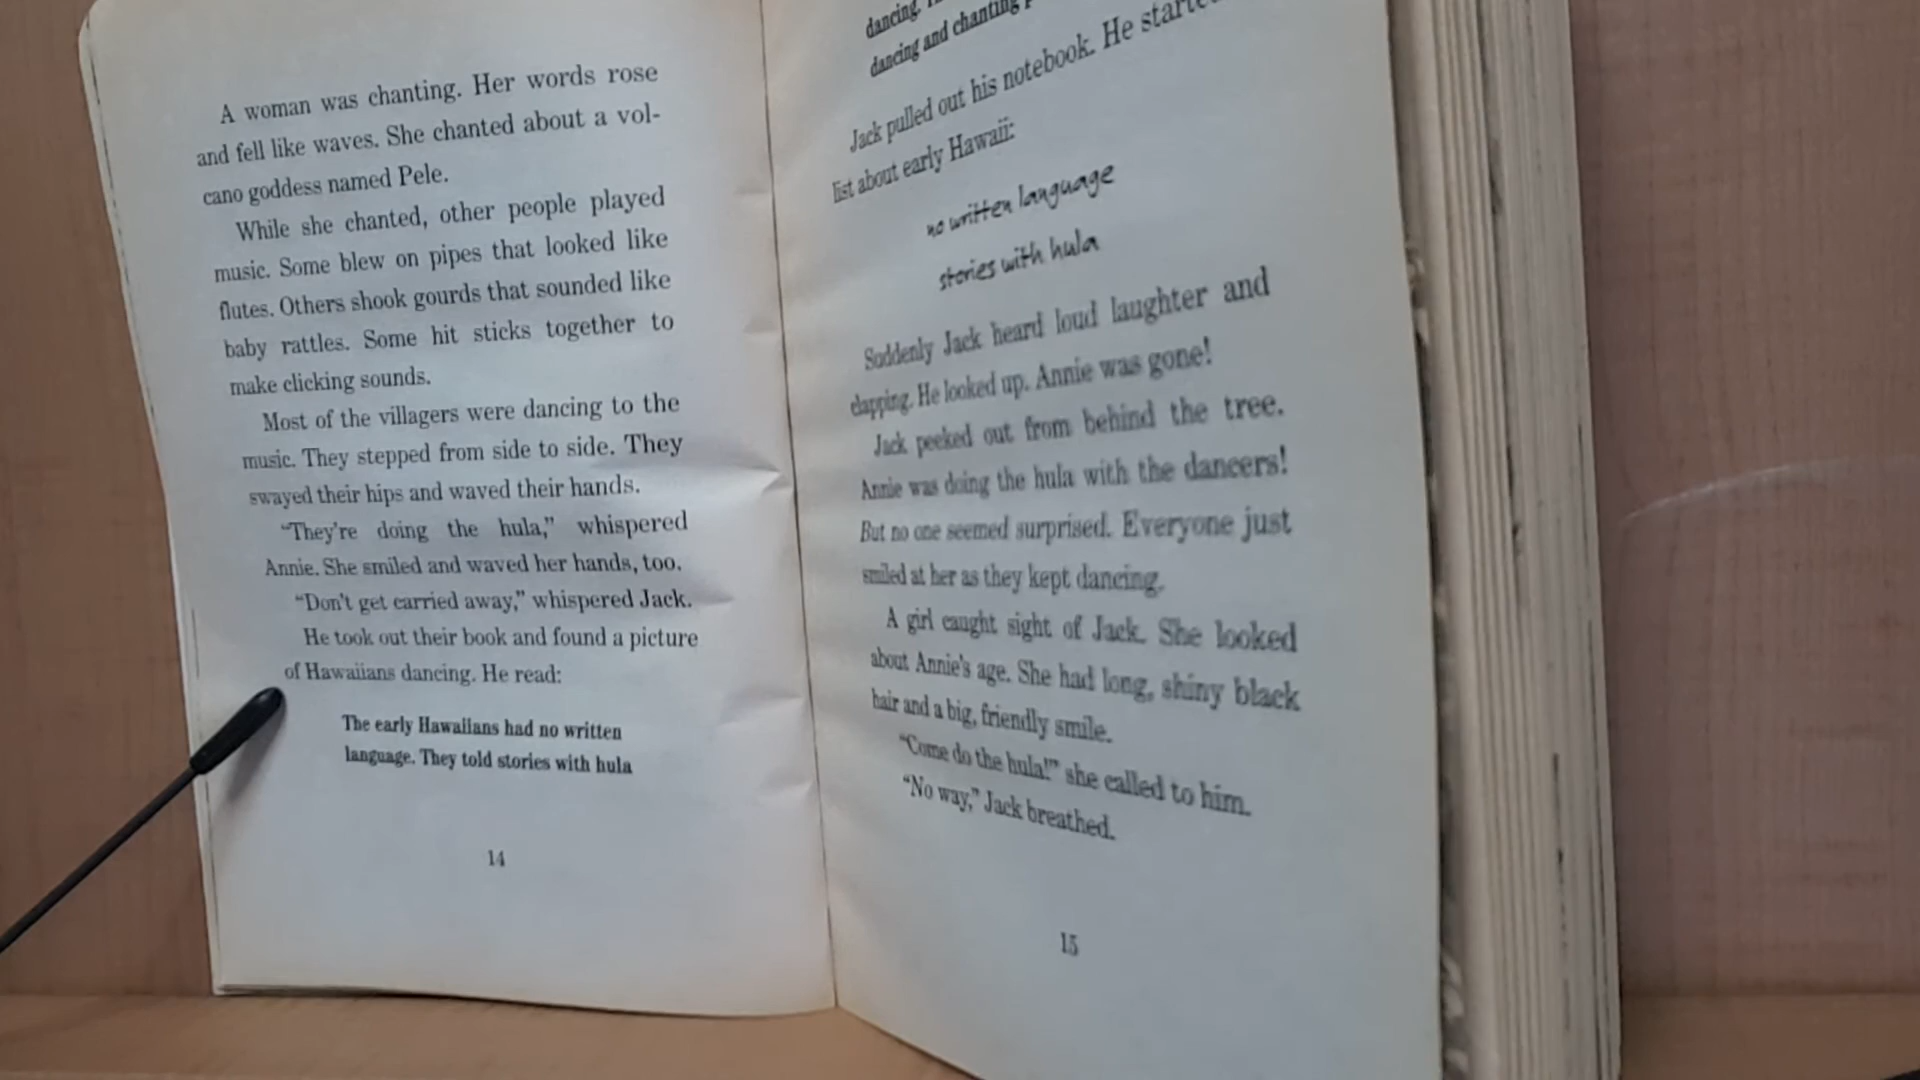 A woman was chanting. Her words rose
and fell like waves. She chanted about a vol-
cano goddess named Pele.
While she chanted, other people played
music. Some blew on pipes that looked like
flutes. Others shook gourds that sounded like
baby rattles. Some hit sticks together to
make clicking sounds.
Most of the villagers were dancing to the
music. They stepped from side to side. They
swayed their hips and waved their hands.
“They’re doing the hula,” whispered
Annie. She smiled and waved her hands, too.
“Don’t get carried away,” whispered Jack.
He took out their book and found a picture
of Hawaiians dancing. He read:
The early Hawaiians had no written
language. They told stories with hula
14
dancing.
dancing and chanting
Jack pulled out his notebook. He started
list about early Hawaii:
no written language
stories with hula
Suddenly Jack heard loud laughter and
clapping. He looked up. Annie was gone!
Jack peeked out from behind the tree.
Annie was doing the hula with the dancers!
But no one seemed surprised. Everyone just
smiled at her as they kept dancing.
A girl caught sight of Jack. She looked
about Annie’s age. She had long, shiny black
hair and a big, friendly smile.
“Come do the hula!” she called to him.
“No way,” Jack breathed.
15